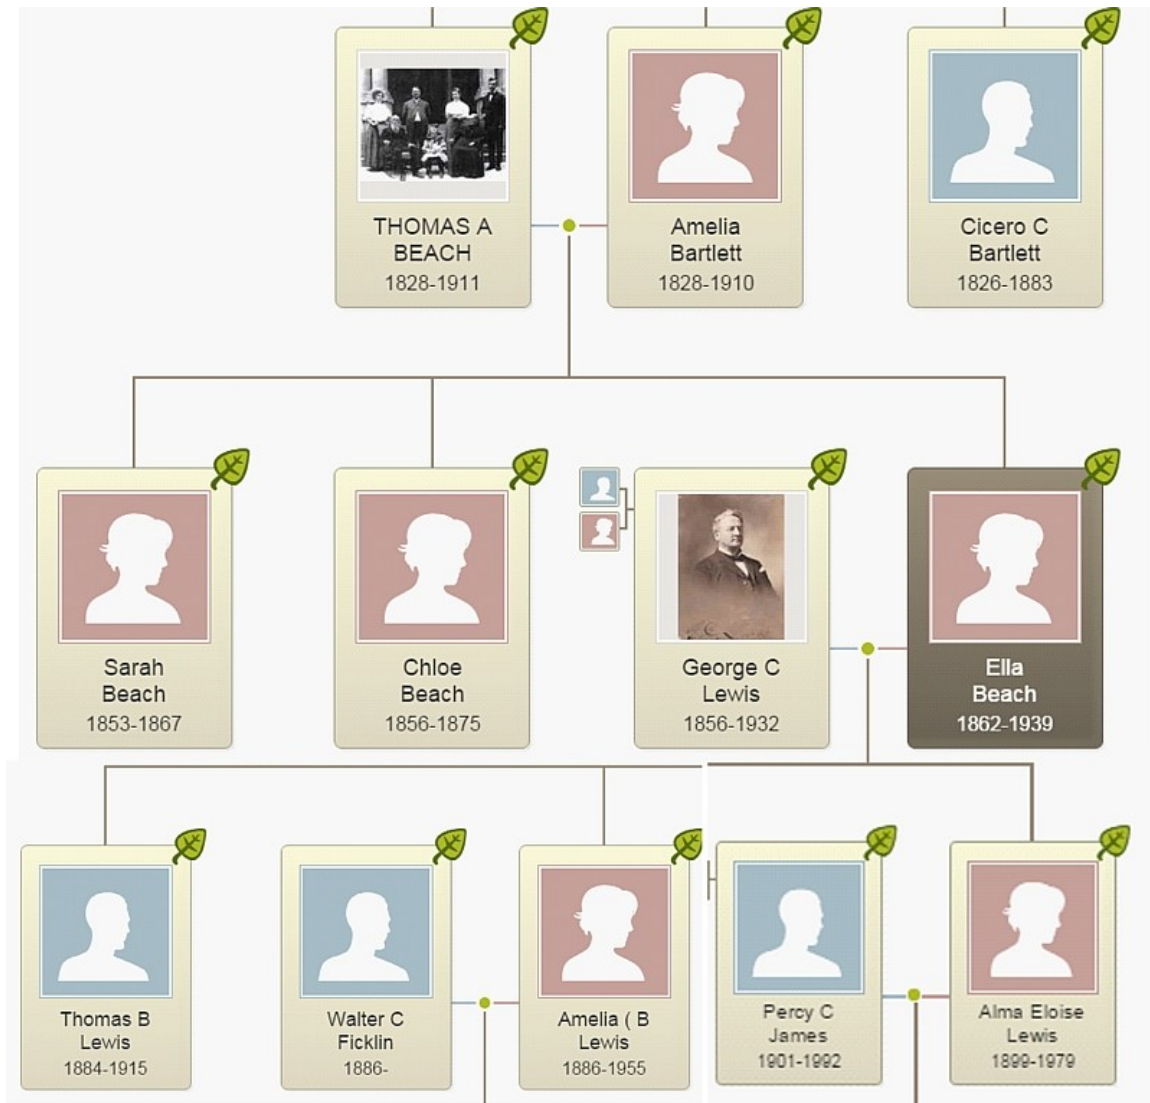 THOMAS A
BEACH
1828-1911
Amelia
Bartlett
1828-1910
Cicero C
Bartlett
1826-1883
Sarah
Beach
1853-1867
Chloe
Beach
1856-1875
George C
Lewis
1856-1932
Ella
Beach
1862-1939
Thomas B
Lewis
1884-1915
Walter C
Ficklin
1886-
Amelia ( B
Lewis
1886-1955
Percy C
James
1901-1992
Alma Eloise
Lewis
1899-1979